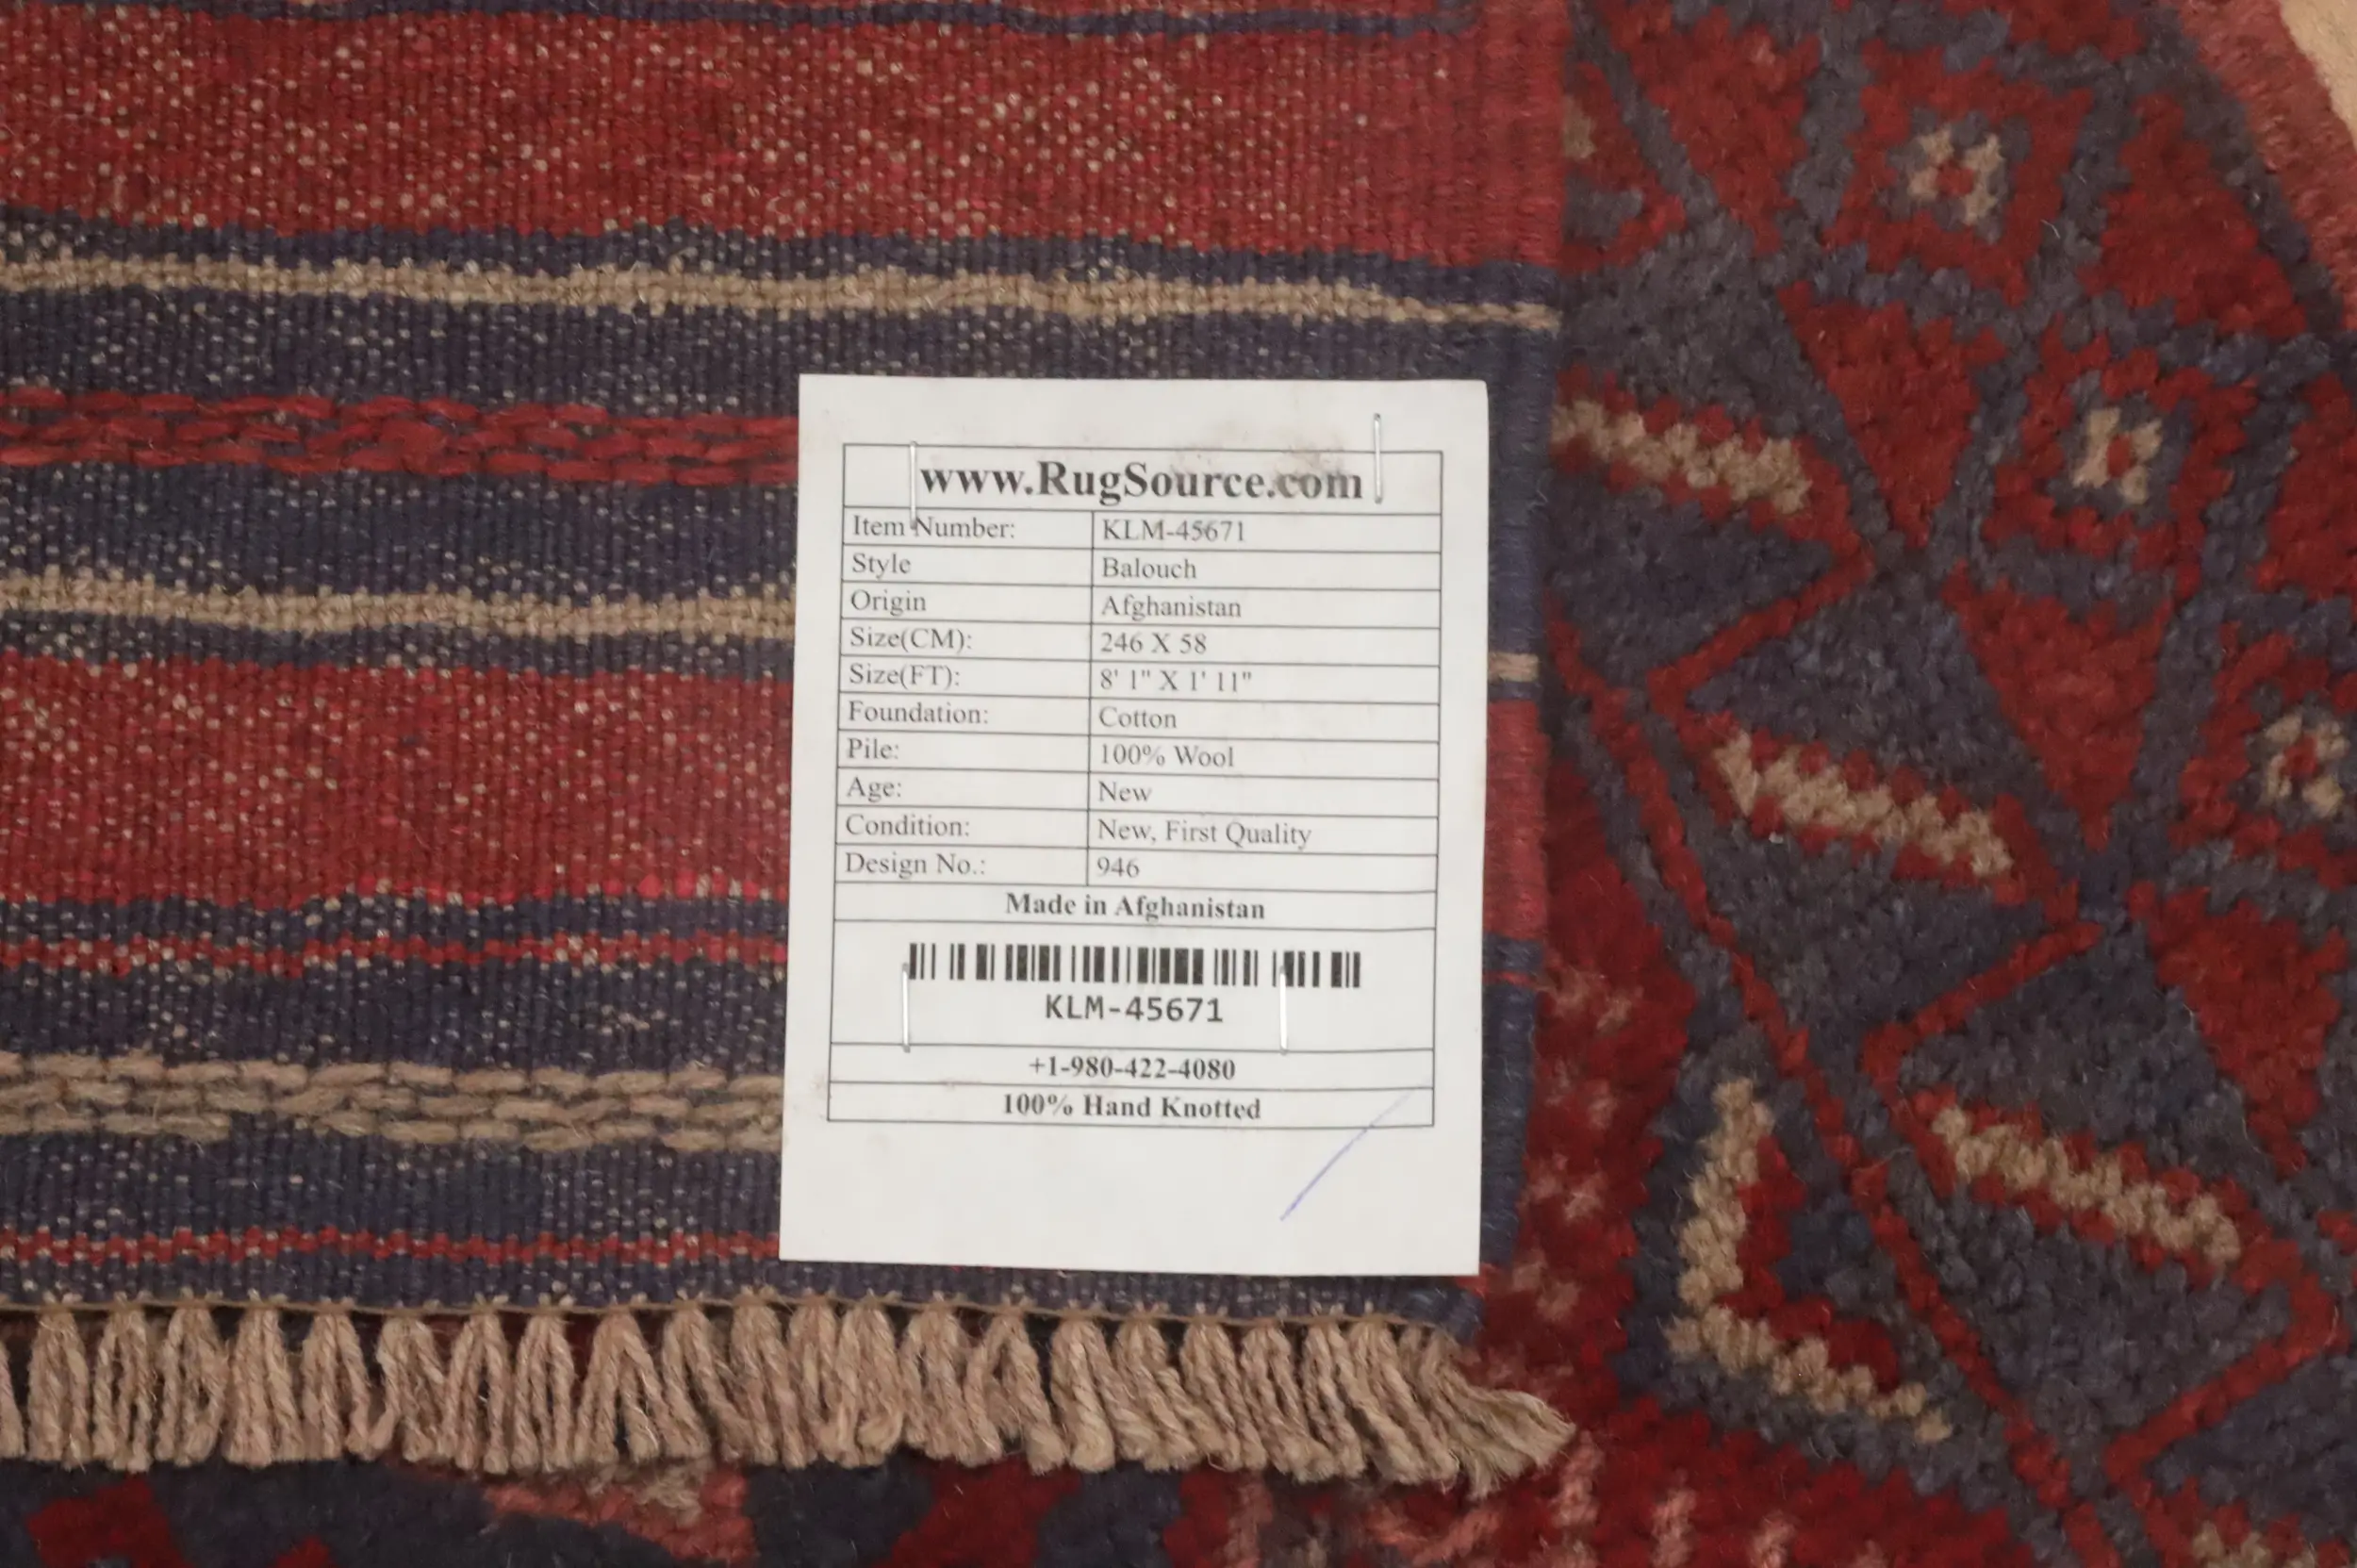 www.RugSource.com
Item Number: KLM-45671
Style Balouch
Origin Afghanistan
Size(CM): 246 X 58
Size(FT): 8' 1" X 1' 11"
Foundation: Cotton
Pile: 100% Wool
Age: New
Condition: New, First Quality
Design No.: 946
Made in Afghanistan
KLM-45671
+1-980-422-4080
100% Hand Knotted